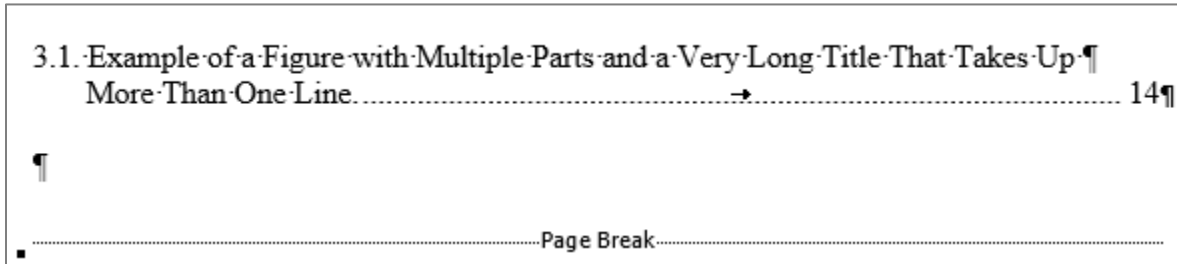 3.1. Example of a Figure with Multiple Parts and a Very Long Title That Takes Up ¶
More Than One Line..............................................→.............................................. 14¶
¶
Page Break